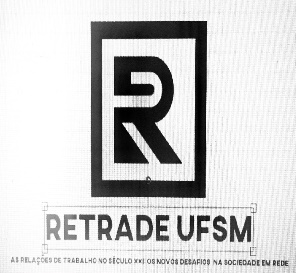 R
RETRADE UFSM
AS RELAÇÕES DE TRABALHO NO SÉCULO XXI: OS NOVOS DESAFIOS NA SOCIEDADE EM REDE